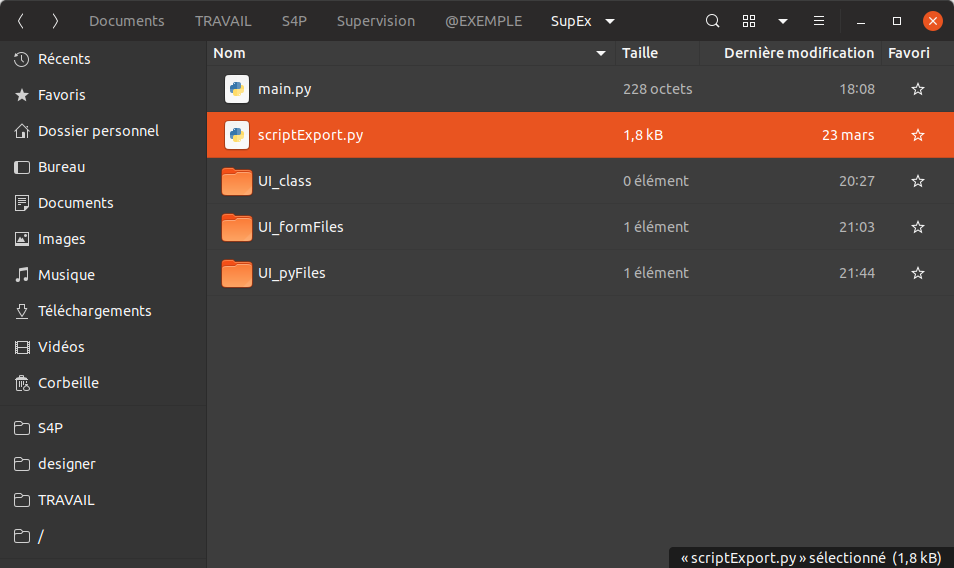 Documents TRAVAIL S4P Supervision @EXEMPLE SupEx
Nom Taille Dernière modification Favori
Récents
Favoris
Dossier personnel
Bureau
Documents
Images
Musique
Téléchargements
Vidéos
Corbeille
S4P
designer
TRAVAIL
/
main.py 228 octets 18:08
scriptExport.py 1,8 kB 23 mars
UI_class 0 élément 20:27
UI_formFiles 1 élément 21:03
UI_pyFiles 1 élément 21:44
« scriptExport.py » sélectionné (1,8 kB)